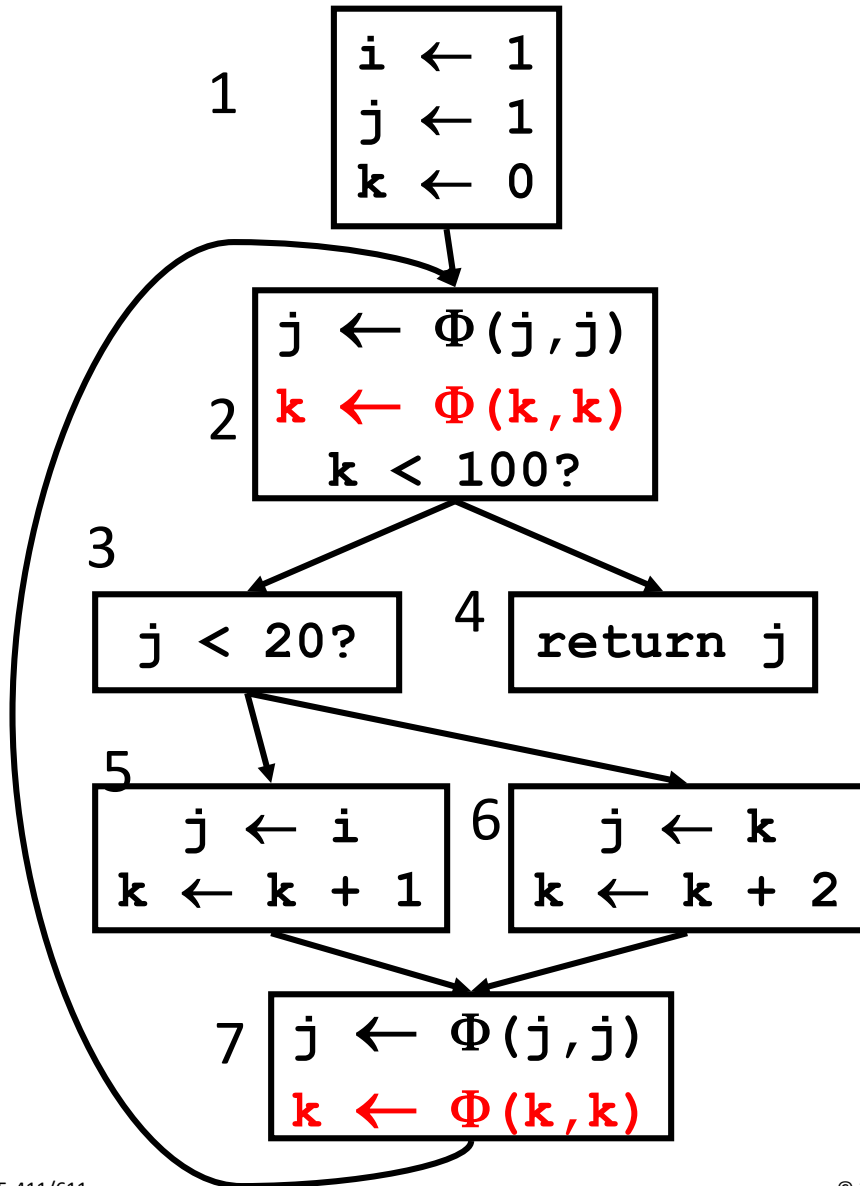 1
i ← 1
j ← 1
k ← 0
2
j ← Φ(j,j)
k ← Φ(k,k)
k < 100?
3
j < 20?
4
return j
5
j ← i
k ← k + 1
6
j ← k
k ← k + 2
7
j ← Φ(j,j)
k ← Φ(k,k)
©